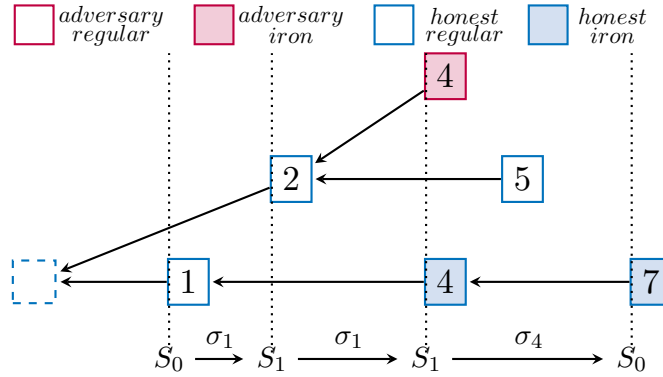 adversary regular
adversary iron
honest regular
honest iron
4
2
5
1
4
7
S₀ σ₁ S₁ σ₁ S₁ σ₄ S₀